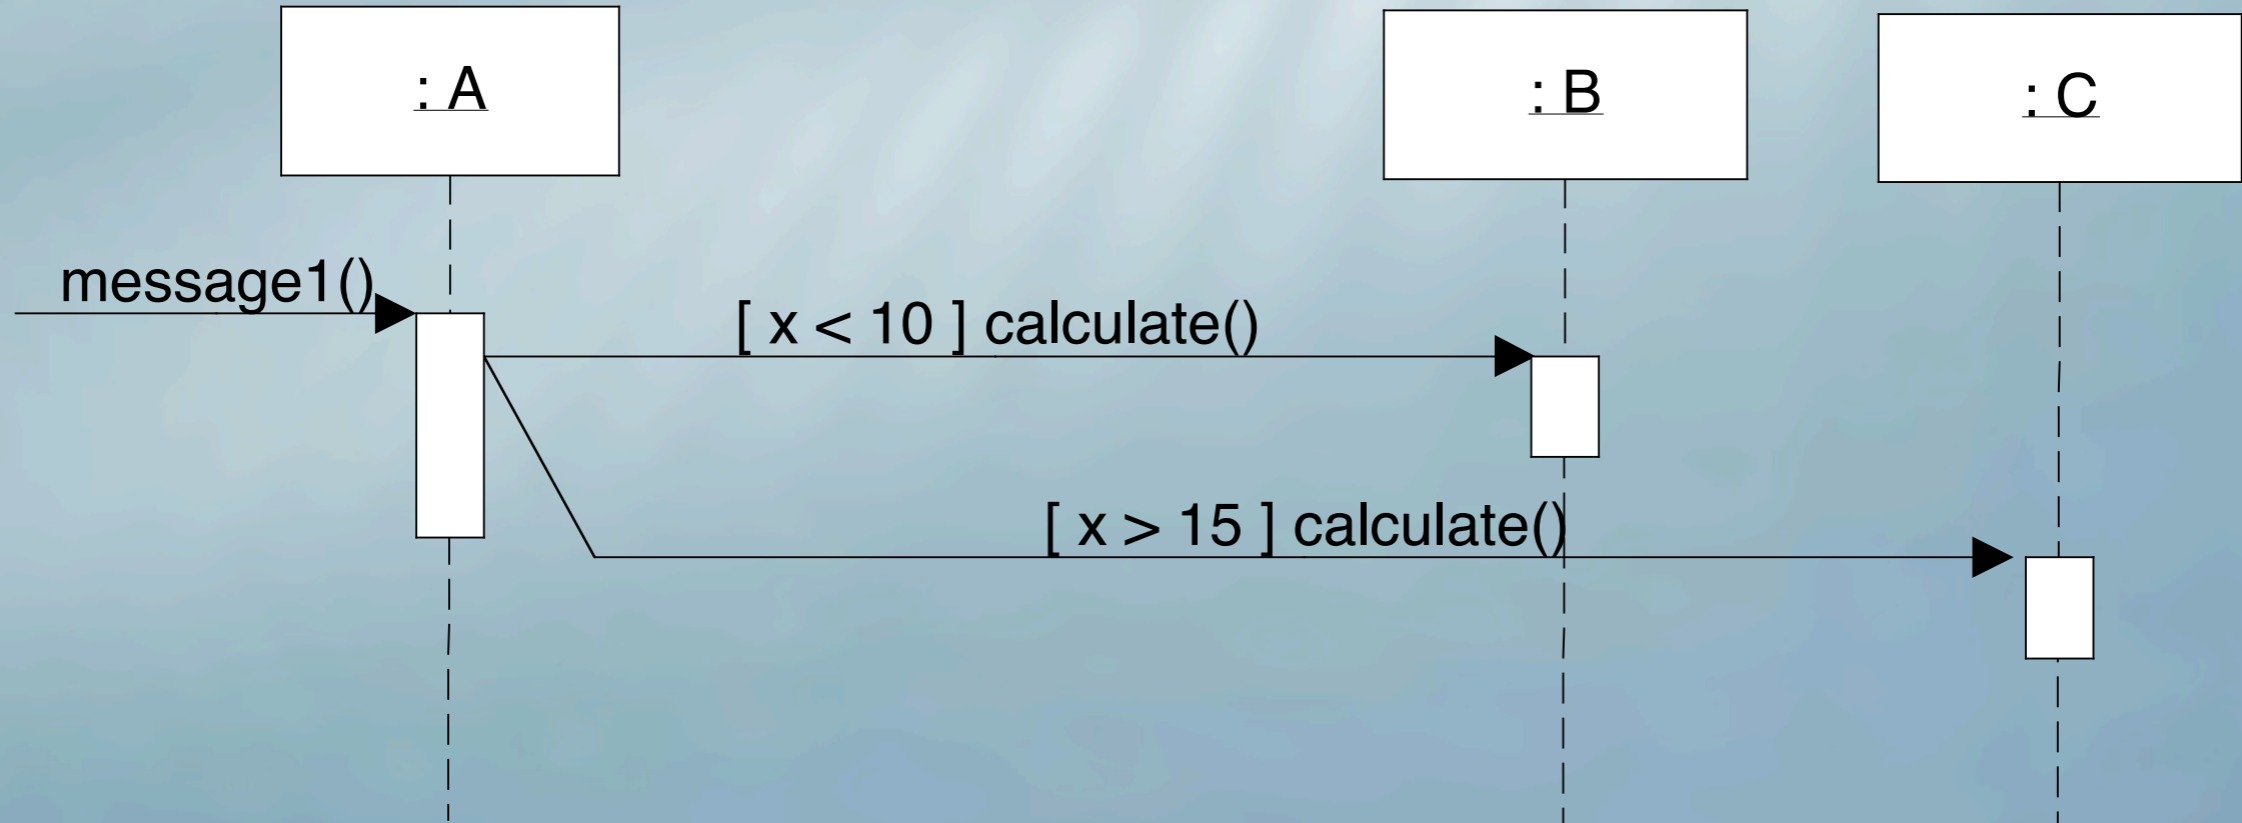 : A
: B
: C
message1()
[ x < 10 ] calculate()
[ x > 15 ] calculate()